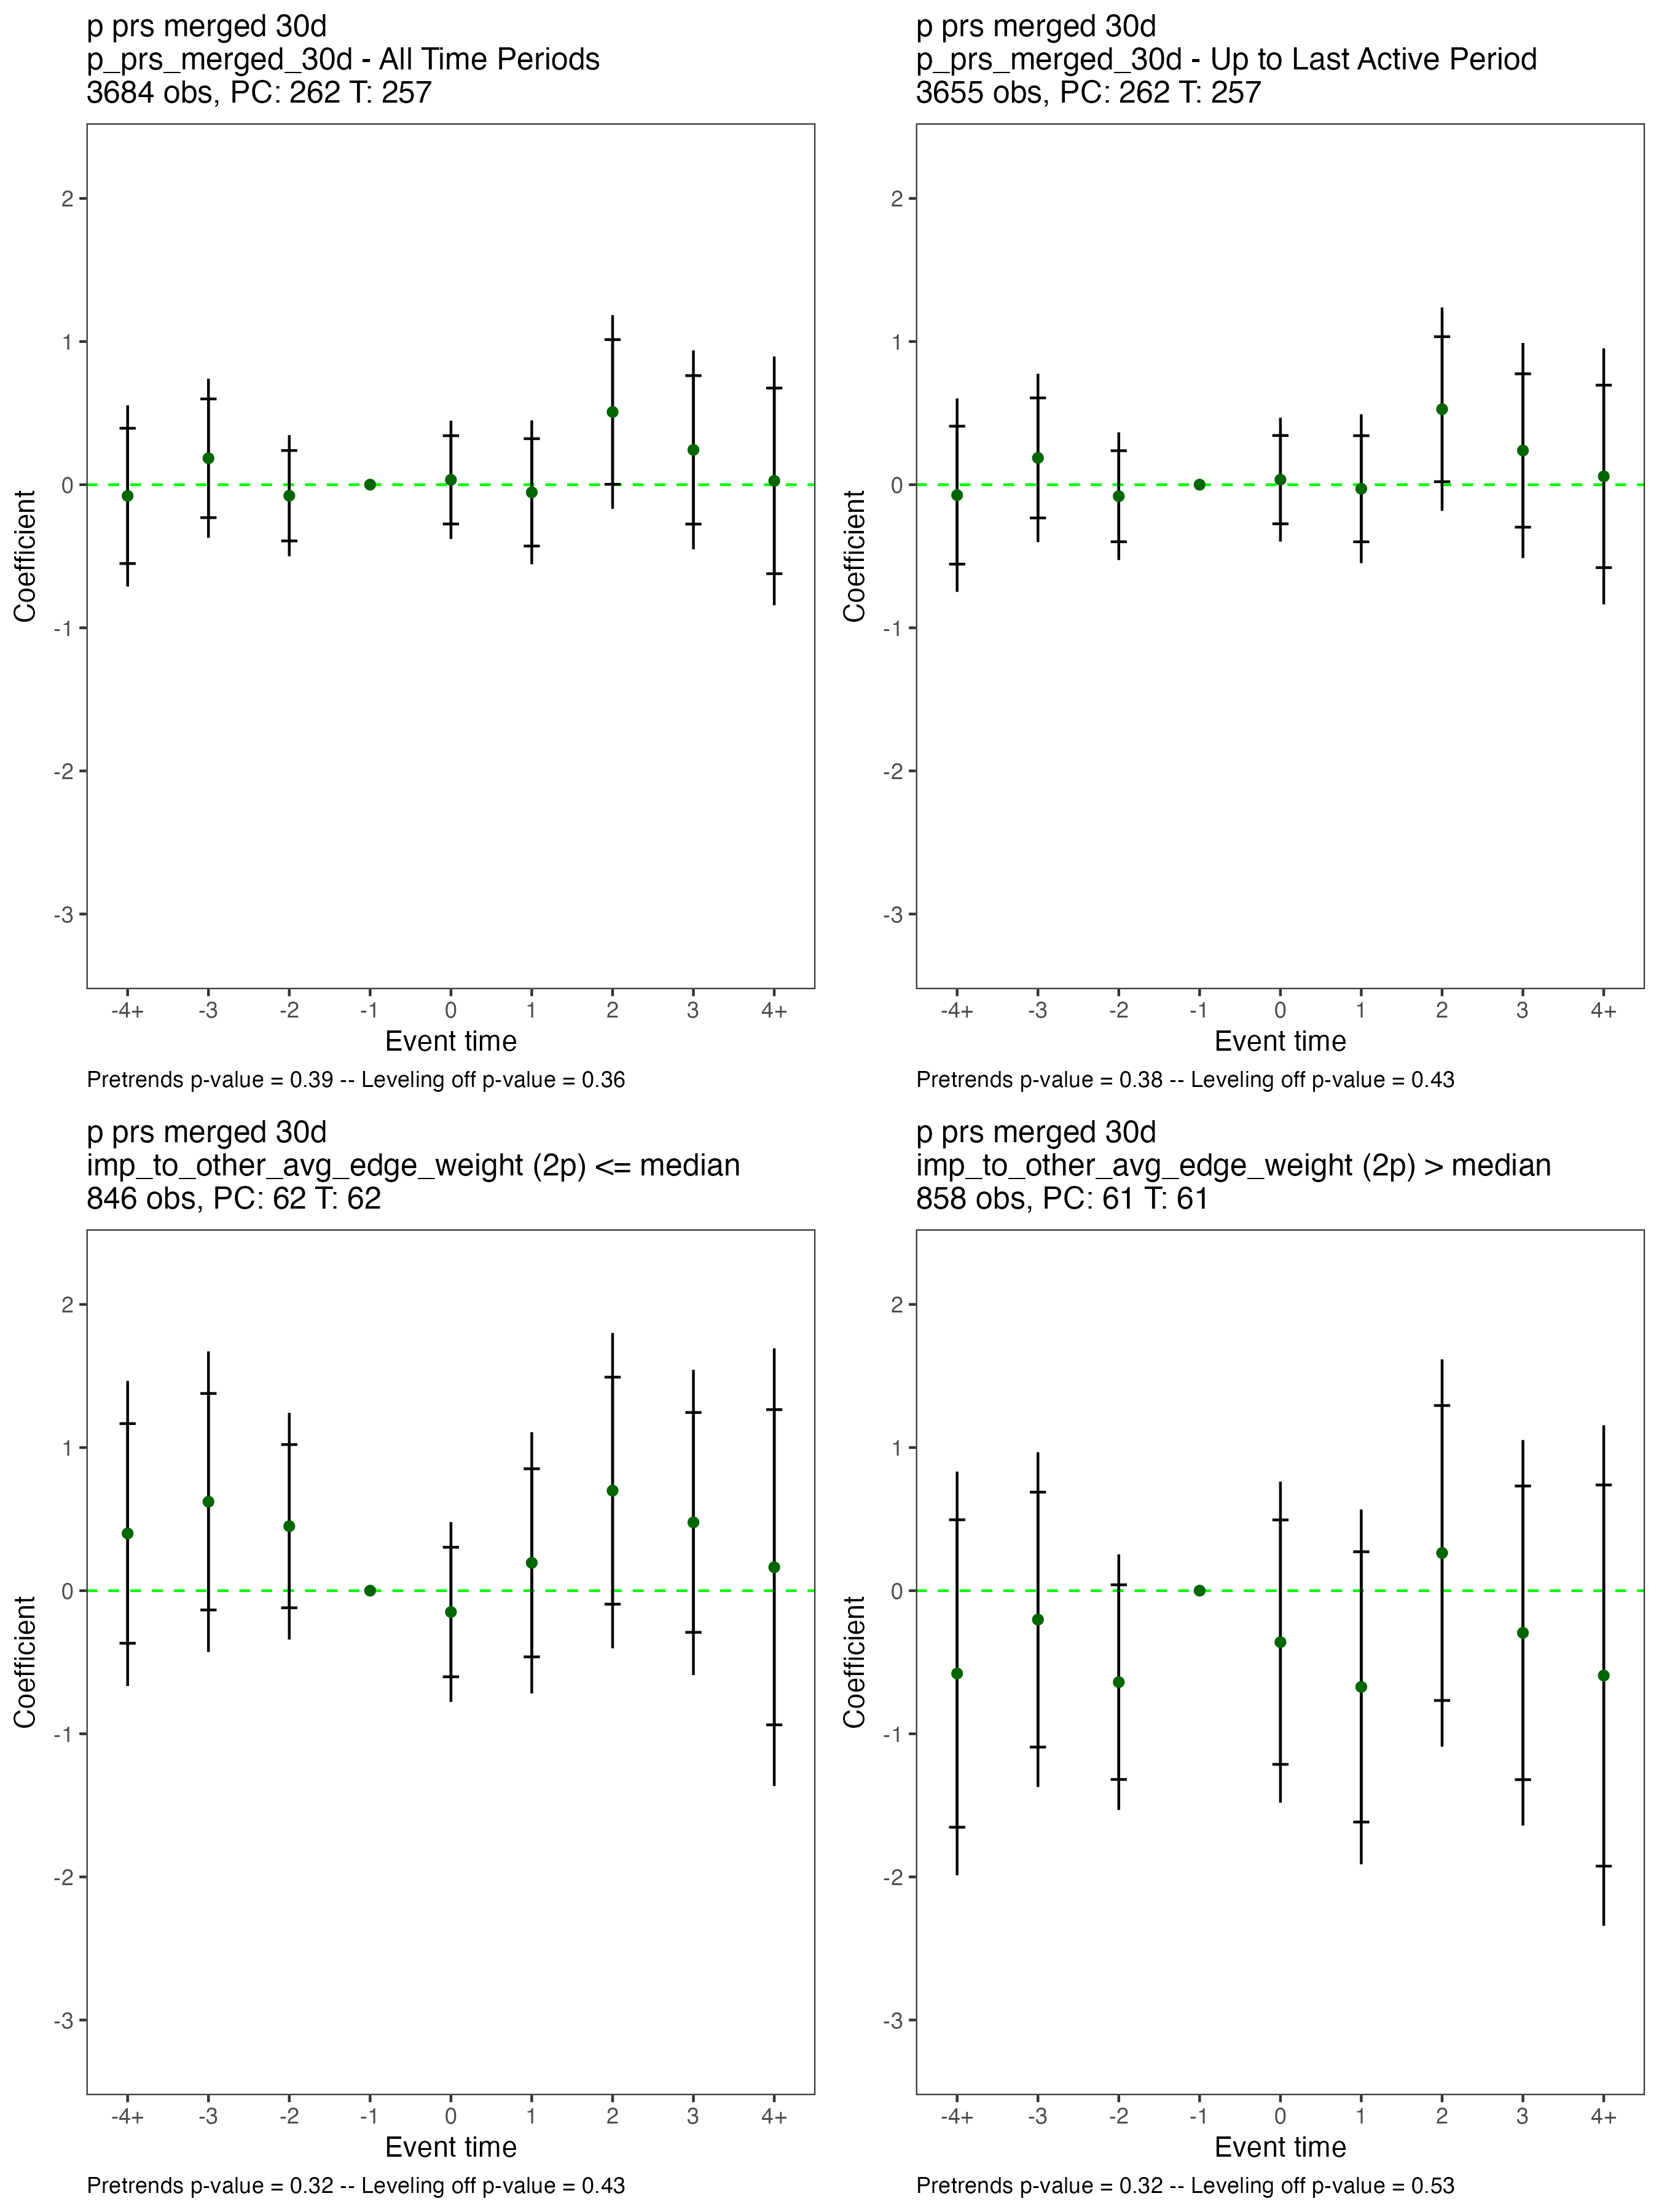 p prs merged 30d
p_prs_merged_30d - All Time Periods
3684 obs, PC: 262 T: 257
2
1
0
-1
-2
-3
Coefficient
-4+ -3 -2 -1 0 1 2 3 4+
Event time
Pretrends p-value = 0.39 -- Leveling off p-value = 0.36
p prs merged 30d
p_prs_merged_30d - Up to Last Active Period
3655 obs, PC: 262 T: 257
2
1
0
-1
-2
-3
Coefficient
-4+ -3 -2 -1 0 1 2 3 4+
Event time
Pretrends p-value = 0.38 -- Leveling off p-value = 0.43
p prs merged 30d
imp_to_other_avg_edge_weight (2p) <= median
846 obs, PC: 62 T: 62
2
1
0
-1
-2
-3
Coefficient
-4+ -3 -2 -1 0 1 2 3 4+
Event time
Pretrends p-value = 0.32 -- Leveling off p-value = 0.43
p prs merged 30d
imp_to_other_avg_edge_weight (2p) > median
858 obs, PC: 61 T: 61
2
1
0
-1
-2
-3
Coefficient
-4+ -3 -2 -1 0 1 2 3 4+
Event time
Pretrends p-value = 0.32 -- Leveling off p-value = 0.53